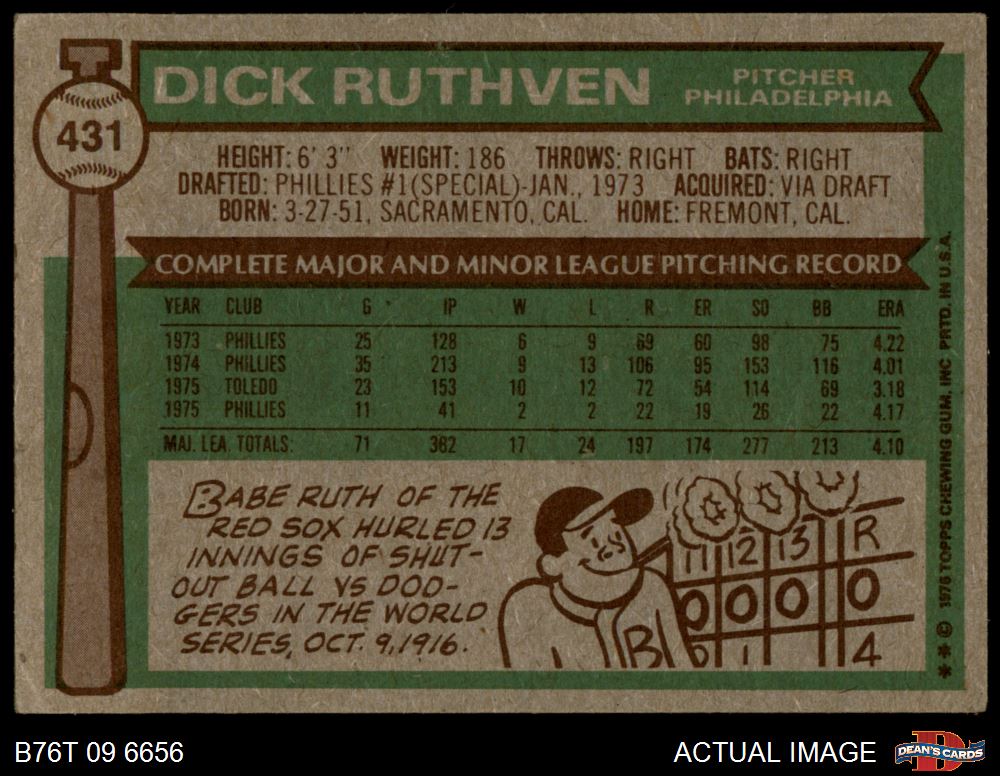 DICK RUTHVEN
PITCHER
PHILADELPHIA
431
HEIGHT: 6' 3" WEIGHT: 186 THROWS: RIGHT BATS: RIGHT
DRAFTED: PHILLIES #1(SPECIAL)-JAN., 1973 ACQUIRED: VIA DRAFT
BORN: 3-27-51, SACRAMENTO, CAL. HOME: FREMONT, CAL.
COMPLETE MAJOR AND MINOR LEAGUE PITCHING RECORD
YEAR CLUB G IP W L R ER SO BB ERA
1973 PHILLIES 25 128 6 9 69 60 98 75 4.22
1974 PHILLIES 35 213 9 13 106 95 153 116 4.01
1975 TOLEDO 23 153 10 12 72 54 114 69 3.18
1975 PHILLIES 11 41 2 2 22 19 26 22 4.17
MAJ. LEA. TOTALS: 71 382 17 24 197 174 277 213 4.10
BABE RUTH OF THE
RED SOX HURLED 13
INNINGS OF SHUT-
OUT BALL VS DOD-
GERS IN THE WORLD
SERIES, OCT. 9, 1916.
11 12 13 R
0 0 0 0
0 1 4
B
** © 1976 TOPPS CHEWING GUM, INC. PRTD. IN U.S.A.
B76T 09 6656
ACTUAL IMAGE
DEAN'S CARDS